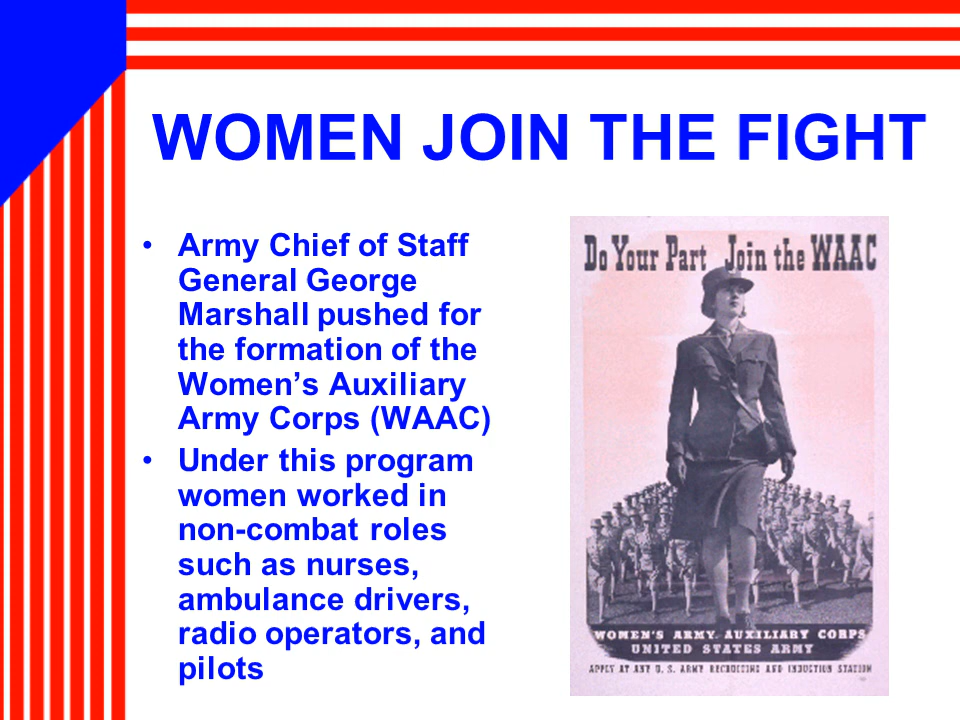 WOMEN JOIN THE FIGHT
• Army Chief of Staff
General George
Marshall pushed for
the formation of the
Women’s Auxiliary
Army Corps (WAAC)
• Under this program
women worked in
non-combat roles
such as nurses,
ambulance drivers,
radio operators, and
pilots
Do Your Part Join the WAAC
WOMEN'S ARMY AUXILIARY CORPS
UNITED STATES ARMY
APPLY AT ANY U. S. ARMY RECRUITING AND INDUCTION STATION